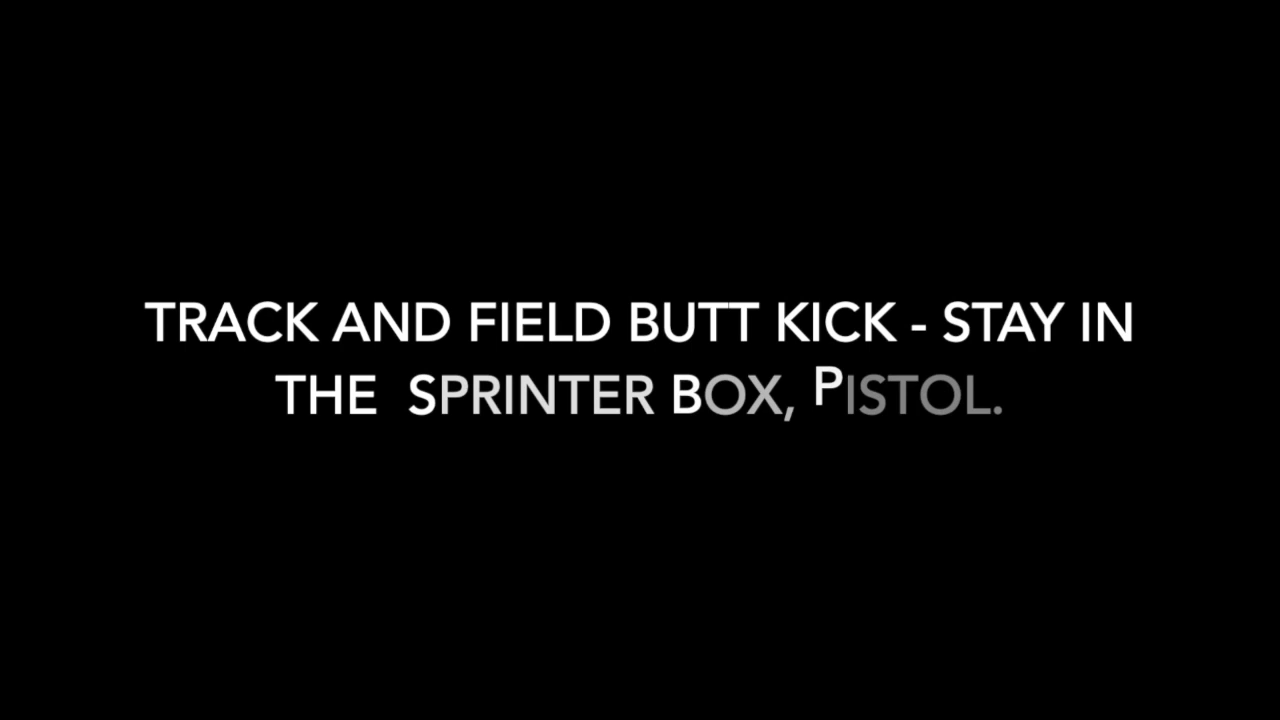 TRACK AND FIELD BUTT KICK - STAY IN
THE  SPRINTER BOX, PISTOL.